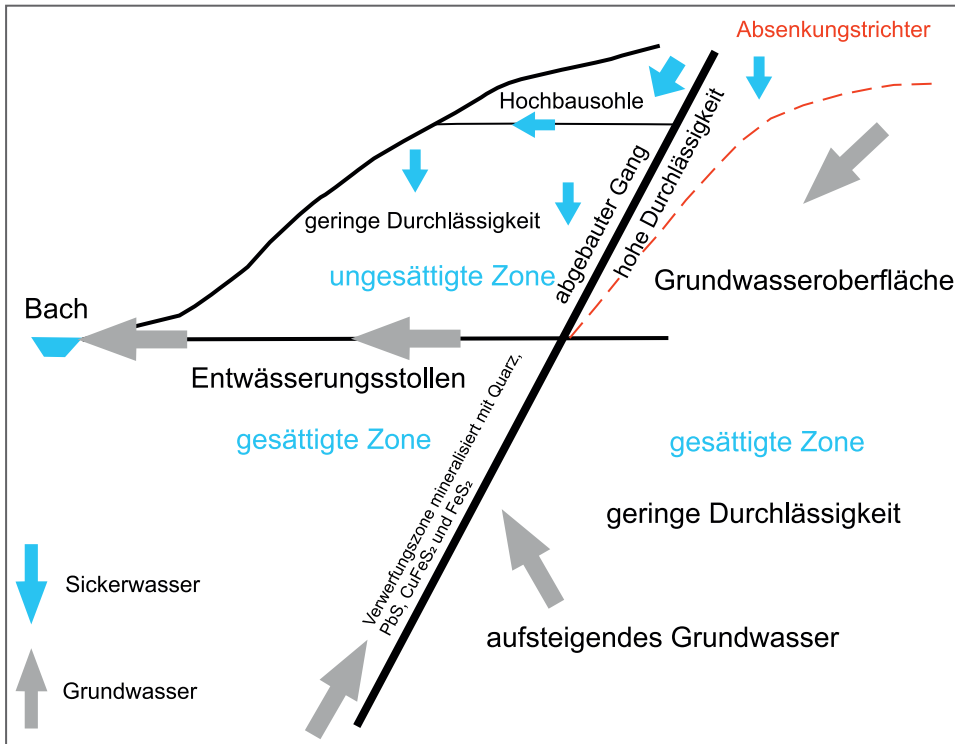 Absenkungstrichter
Hochbausohle
abgebauter Gang
hohe Durchlässigkeit
geringe Durchlässigkeit
ungesättigte Zone
Grundwasseroberfläche
Bach
Entwässerungsstollen
Verwerfungszone mineralisiert mit Quarz,
PbS, CuFeS₂ und FeS₂
gesättigte Zone
gesättigte Zone
geringe Durchlässigkeit
Sickerwasser
aufsteigendes Grundwasser
Grundwasser